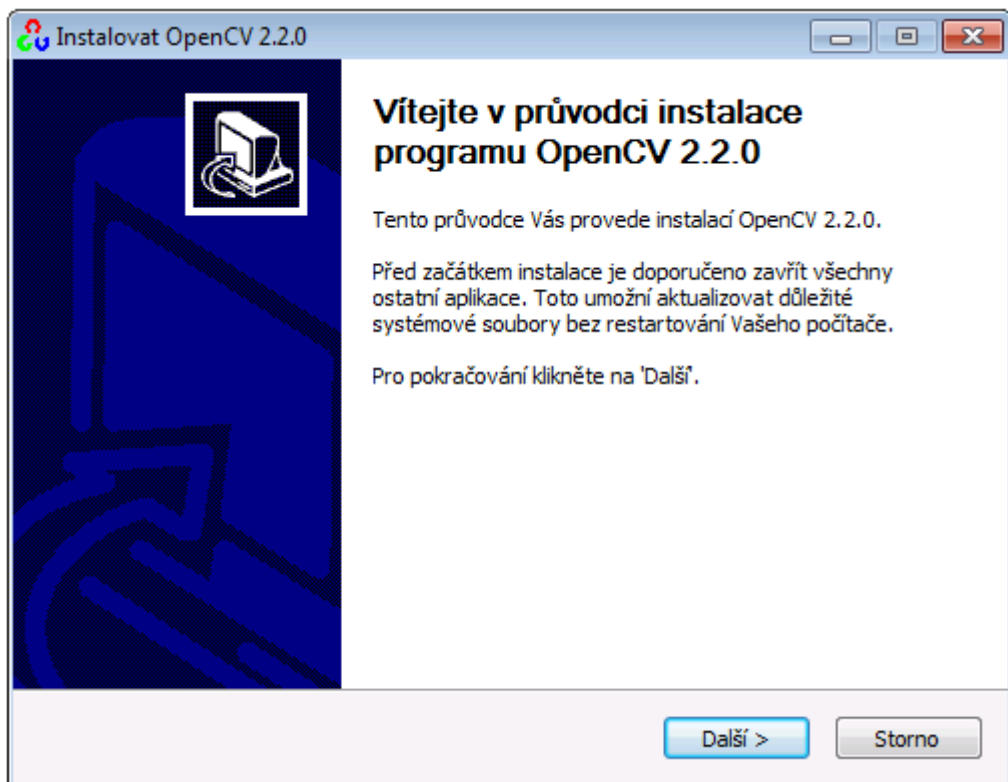 Instalovat OpenCV 2.2.0
Vítejte v průvodci instalace
programu OpenCV 2.2.0
Tento průvodce Vás provede instalací OpenCV 2.2.0.
Před začátkem instalace je doporučeno zavřít všechny
ostatní aplikace. Toto umožní aktualizovat důležité
systémové soubory bez restartování Vašeho počítače.
Pro pokračování klikněte na 'Další'.
Další >
Storno